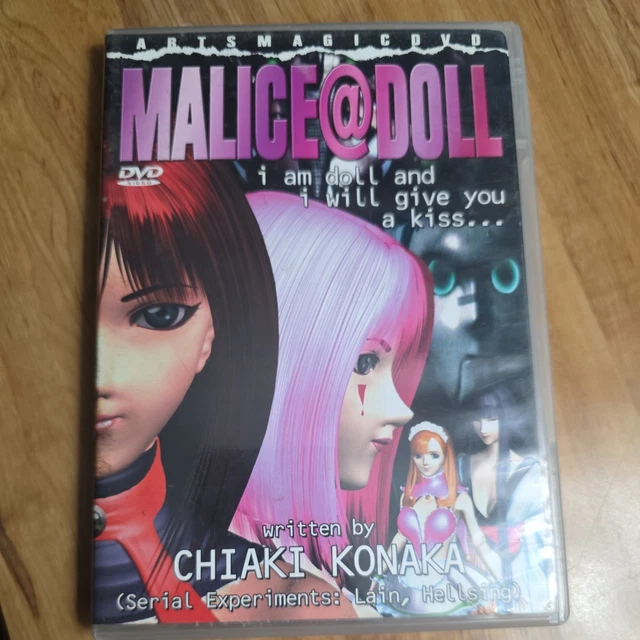 ARTSMAGICDVD
MALICE@DOLL
DVD
VIDEO
i am doll and
i will give you
a kiss...
written by
CHIAKI KONAKA
(Serial Experiments: Lain, Hellsing)